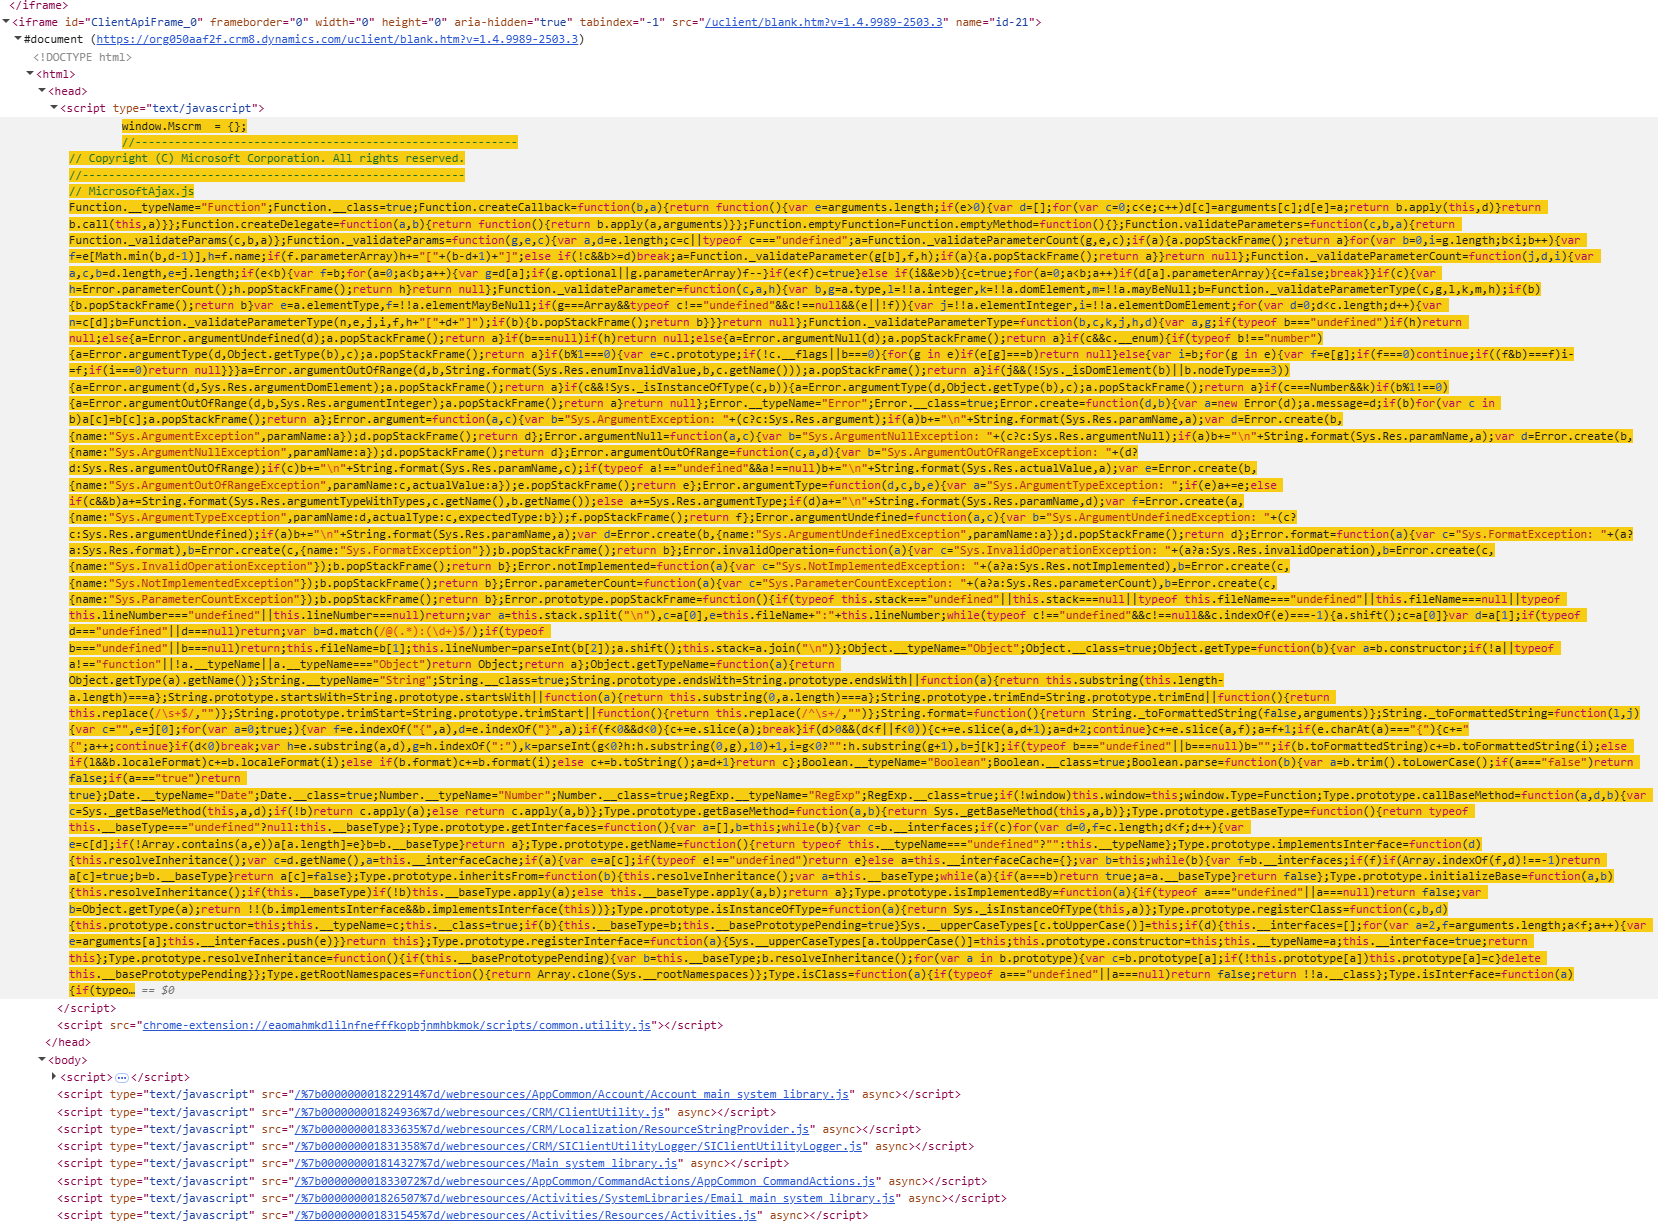 </iframe>
<iframe id="ClientApiFrame_0" frameborder="0" width="0" height="0" aria-hidden="true" tabindex="-1" src="/uclient/blank.htm?v=1.4.9989-2503.3" name="id-21">
#document (https://org050aaf2f.crm8.dynamics.com/uclient/blank.htm?v=1.4.9989-2503.3)
<!DOCTYPE html>
<html>
<head>
<script type="text/javascript">
window.Mscrm  = {};
//----------------------------------------------------------
// Copyright (C) Microsoft Corporation. All rights reserved.
//----------------------------------------------------------
// MicrosoftAjax.js
Function.__typeName="Function";Function.__class=true;Function.createCallback=function(b,a){return function(){var e=arguments.length;if(e>0){var d=[];for(var c=0;c<e;c++)d[c]=arguments[c];d[e]=a;return b.apply(this,d)}return
b.call(this,a)}};Function.createDelegate=function(a,b){return function(){return b.apply(a,arguments)}};Function.emptyFunction=Function.emptyMethod=function(){};Function.validateParameters=function(c,b,a){return
Function._validateParams(c,b,a)};Function._validateParams=function(g,e,c){var a,d=e.length;c=c||typeof c==="undefined";a=Function._validateParameterCount(g,e,c);if(a){a.popStackFrame();return a}for(var b=0,i=g.length;b<i;b++){var
f=e[Math.min(b,d-1)],h=f.name;if(f.parameterArray)h+="["+(b-d+1)+"]";else if(!c&&b>=d)break;a=Function._validateParameter(g[b],f,h);if(a){a.popStackFrame();return a}}return null};Function._validateParameterCount=function(j,d,i){var
a,c,b=d.length,e=j.length;if(e<b){var f=b;for(a=0;a<b;a++){var g=d[a];if(g.optional||g.parameterArray)f--}if(e<f)c=true}else if(i&&e>b){c=true;for(a=0;a<b;a++)if(d[a].parameterArray){c=false;break}}if(c){var
h=Error.parameterCount();h.popStackFrame();return h}return null};Function._validateParameter=function(c,a,h){var b,g=a.type,l=!!a.integer,k=!!a.domElement,m=!!a.mayBeNull;b=Function._validateParameterType(c,g,l,k,m,h);if(b)
{b.popStackFrame();return b}var e=a.elementType,f=!!a.elementMayBeNull;if(g===Array&&typeof c!=="undefined"&&c!==null&&(e||!f)){var j=!!a.elementInteger,i=!!a.elementDomElement;for(var d=0;d<c.length;d++){var
n=c[d];b=Function._validateParameterType(n,e,j,i,f,h+"["+d+"]");if(b){b.popStackFrame();return b}}}return null};Function._validateParameterType=function(b,c,k,j,h,d){var a,g;if(typeof b==="undefined")if(h)return
null;else{a=Error.argumentUndefined(d);a.popStackFrame();return a}if(b===null)if(h)return null;else{a=Error.argumentNull(d);a.popStackFrame();return a}if(c&&c.__enum){if(typeof b!=="number")
{a=Error.argumentType(d,Object.getType(b),c);a.popStackFrame();return a}if(b%1===0){var e=c.prototype;if(!c.__flags||b===0){for(g in e)if(e[g]===b)return null}else{var i=b;for(g in e){var f=e[g];if(f===0)continue;if((f&b)===f)i-
=f;if(i===0)return null}}}a=Error.argumentOutOfRange(d,b,String.format(Sys.Res.enumInvalidValue,b,c.getName()));a.popStackFrame();return a}if(j&&(!Sys._isDomElement(b)||b.nodeType===3))
{a=Error.argument(d,Sys.Res.argumentDomElement);a.popStackFrame();return a}if(c&&!Sys._isInstanceOfType(c,b)){a=Error.argumentType(d,Object.getType(b),c);a.popStackFrame();return a}if(c===Number&&k)if(b%1!==0)
{a=Error.argumentOutOfRange(d,b,Sys.Res.argumentInteger);a.popStackFrame();return a}return null};Error.__typeName="Error";Error.__class=true;Error.create=function(d,b){var a=new Error(d);a.message=d;if(b)for(var c in
b)a[c]=b[c];a.popStackFrame();return a};Error.argument=function(a,c){var b="Sys.ArgumentException: "+(c?c:Sys.Res.argument);if(a)b+="\n"+String.format(Sys.Res.paramName,a);var d=Error.create(b,
{name:"Sys.ArgumentException",paramName:a});d.popStackFrame();return d};Error.argumentNull=function(a,c){var b="Sys.ArgumentNullException: "+(c?c:Sys.Res.argumentNull);if(a)b+="\n"+String.format(Sys.Res.paramName,a);var d=Error.create(b,
{name:"Sys.ArgumentNullException",paramName:a});d.popStackFrame();return d};Error.argumentOutOfRange=function(c,a,d){var b="Sys.ArgumentOutOfRangeException: "+(d?
d:Sys.Res.argumentOutOfRange);if(c)b+="\n"+String.format(Sys.Res.paramName,c);if(typeof a!=="undefined"&&a!==null)b+="\n"+String.format(Sys.Res.actualValue,a);var e=Error.create(b,
{name:"Sys.ArgumentOutOfRangeException",paramName:c,actualValue:a});e.popStackFrame();return e};Error.argumentType=function(d,c,b,e){var a="Sys.ArgumentTypeException: ";if(e)a+=e;else
if(c&&b)a+=String.format(Sys.Res.argumentTypeWithTypes,c.getName(),b.getName());else a+=Sys.Res.argumentType;if(d)a+="\n"+String.format(Sys.Res.paramName,d);var f=Error.create(a,
{name:"Sys.ArgumentTypeException",paramName:d,actualType:c,expectedType:b});f.popStackFrame();return f};Error.argumentUndefined=function(a,c){var b="Sys.ArgumentUndefinedException: "+(c?
c:Sys.Res.argumentUndefined);if(a)b+="\n"+String.format(Sys.Res.paramName,a);var d=Error.create(b,{name:"Sys.ArgumentUndefinedException",paramName:a});d.popStackFrame();return d};Error.format=function(a){var c="Sys.FormatException: "+(a?
a:Sys.Res.format),b=Error.create(c,{name:"Sys.FormatException"});b.popStackFrame();return b};Error.invalidOperation=function(a){var c="Sys.InvalidOperationException: "+(a?a:Sys.Res.invalidOperation),b=Error.create(c,
{name:"Sys.InvalidOperationException"});b.popStackFrame();return b};Error.notImplemented=function(a){var c="Sys.NotImplementedException: "+(a?a:Sys.Res.notImplemented),b=Error.create(c,
{name:"Sys.NotImplementedException"});b.popStackFrame();return b};Error.parameterCount=function(a){var c="Sys.ParameterCountException: "+(a?a:Sys.Res.parameterCount),b=Error.create(c,
{name:"Sys.ParameterCountException"});b.popStackFrame();return b};Error.prototype.popStackFrame=function(){if(typeof this.stack==="undefined"||this.stack===null||typeof this.fileName==="undefined"||this.fileName===null||typeof
this.lineNumber==="undefined"||this.lineNumber===null)return;var a=this.stack.split("\n"),c=a[0],e=this.fileName+":"+this.lineNumber;while(typeof c!=="undefined"&&c!==null&&c.indexOf(e)===-1){a.shift();c=a[0]}var d=a[1];if(typeof
d==="undefined"||d===null)return;var b=d.match(/@(.*):(\d+)$/);if(typeof
b==="undefined"||b===null)return;this.fileName=b[1];this.lineNumber=parseInt(b[2]);a.shift();this.stack=a.join("\n")};Object.__typeName="Object";Object.__class=true;Object.getType=function(b){var a=b.constructor;if(!a||typeof
a!=="function"||!a.__typeName||a.__typeName==="Object")return Object;return a};Object.getTypeName=function(a){return
Object.getType(a).getName()};String.__typeName="String";String.__class=true;String.prototype.endsWith=String.prototype.endsWith||function(a){return this.substring(this.length-
a.length)===a};String.prototype.startsWith=String.prototype.startsWith||function(a){return this.substring(0,a.length)===a};String.prototype.trimEnd=String.prototype.trimEnd||function(){return
this.replace(/\s+$/,"")};String.prototype.trimStart=String.prototype.trimStart||function(){return this.replace(/^\s+/,"")};String.format=function(){return String._toFormattedString(false,arguments)};String._toFormattedString=function(l,j)
{var c="",e=j[0];for(var a=0;true;){var f=e.indexOf("{",a),d=e.indexOf("}",a);if(f<0&&d<0){c+=e.slice(a);break}if(d>0&&(d<f||f<0)){c+=e.slice(a,d+1);a=d+2;continue}c+=e.slice(a,f);a=f+1;if(e.charAt(a)==="{"){c+="
{";a++;continue}if(d<0)break;var h=e.substring(a,d),g=h.indexOf(":"),k=parseInt(g<0?h:h.substring(0,g),10)+1,i=g<0?"":h.substring(g+1),b=j[k];if(typeof b==="undefined"||b===null)b="";if(b.toFormattedString)c+=b.toFormattedString(i);else
if(l&&b.localeFormat)c+=b.localeFormat(i);else if(b.format)c+=b.format(i);else c+=b.toString();a=d+1}return c};Boolean.__typeName="Boolean";Boolean.__class=true;Boolean.parse=function(b){var a=b.trim().toLowerCase();if(a==="false")return
false;if(a==="true")return
true};Date.__typeName="Date";Date.__class=true;Number.__typeName="Number";Number.__class=true;RegExp.__typeName="RegExp";RegExp.__class=true;if(!window)this.window=this;window.Type=Function;Type.prototype.callBaseMethod=function(a,d,b){var
c=Sys._getBaseMethod(this,a,d);if(!b)return c.apply(a);else return c.apply(a,b)};Type.prototype.getBaseMethod=function(a,b){return Sys._getBaseMethod(this,a,b)};Type.prototype.getBaseType=function(){return typeof
this.__baseType==="undefined"?null:this.__baseType};Type.prototype.getInterfaces=function(){var a=[],b=this;while(b){var c=b.__interfaces;if(c)for(var d=0,f=c.length;d<f;d++){var
e=c[d];if(!Array.contains(a,e))a[a.length]=e}b=b.__baseType}return a};Type.prototype.getName=function(){return typeof this.__typeName==="undefined"?"":this.__typeName};Type.prototype.implementsInterface=function(d)
{this.resolveInheritance();var c=d.getName(),a=this.__interfaceCache;if(a){var e=a[c];if(typeof e!=="undefined")return e}else a=this.__interfaceCache={};var b=this;while(b){var f=b.__interfaces;if(f)if(Array.indexOf(f,d)!==-1)return
a[c]=true;b=b.__baseType}return a[c]=false};Type.prototype.inheritsFrom=function(b){this.resolveInheritance();var a=this.__baseType;while(a){if(a===b)return true;a=a.__baseType}return false};Type.prototype.initializeBase=function(a,b)
{this.resolveInheritance();if(this.__baseType)if(!b)this.__baseType.apply(a);else this.__baseType.apply(a,b);return a};Type.prototype.isImplementedBy=function(a){if(typeof a==="undefined"||a===null)return false;var
b=Object.getType(a);return !!(b.implementsInterface&&b.implementsInterface(this))};Type.prototype.isInstanceOfType=function(a){return Sys._isInstanceOfType(this,a)};Type.prototype.registerClass=function(c,b,d)
{this.prototype.constructor=this;this.__typeName=c;this.__class=true;if(b){this.__baseType=b;this.__basePrototypePending=true}Sys.__upperCaseTypes[c.toUpperCase()]=this;if(d){this.__interfaces=[];for(var a=2,f=arguments.length;a<f;a++){var
e=arguments[a];this.__interfaces.push(e)}}return this};Type.prototype.registerInterface=function(a){Sys.__upperCaseTypes[a.toUpperCase()]=this;this.prototype.constructor=this;this.__typeName=a;this.__interface=true;return
this};Type.prototype.resolveInheritance=function(){if(this.__basePrototypePending){var b=this.__baseType;b.resolveInheritance();for(var a in b.prototype){var c=b.prototype[a];if(!this.prototype[a])this.prototype[a]=c}delete
this.__basePrototypePending}};Type.getRootNamespaces=function(){return Array.clone(Sys.__rootNamespaces)};Type.isClass=function(a){if(typeof a==="undefined"||a===null)return false;return !!a.__class};Type.isInterface=function(a)
{if(typeo… == $0
</script>
<script src="chrome-extension://eaomahmkdlilnfnefffkopbjnmhbkmok/scripts/common.utility.js"></script>
</head>
<body>
<script>…</script>
<script type="text/javascript" src="/%7b000000001822914%7d/webresources/AppCommon/Account/Account_main_system_library.js" async></script>
<script type="text/javascript" src="/%7b000000001824936%7d/webresources/CRM/ClientUtility.js" async></script>
<script type="text/javascript" src="/%7b000000001833635%7d/webresources/CRM/Localization/ResourceStringProvider.js" async></script>
<script type="text/javascript" src="/%7b000000001831358%7d/webresources/CRM/SIClientUtilityLogger/SIClientUtilityLogger.js" async></script>
<script type="text/javascript" src="/%7b000000001814327%7d/webresources/Main_system_library.js" async></script>
<script type="text/javascript" src="/%7b000000001833072%7d/webresources/AppCommon/CommandActions/AppCommon_CommandActions.js" async></script>
<script type="text/javascript" src="/%7b000000001826507%7d/webresources/Activities/SystemLibraries/Email_main_system_library.js" async></script>
<script type="text/javascript" src="/%7b000000001831545%7d/webresources/Activities/Resources/Activities.js" async></script>